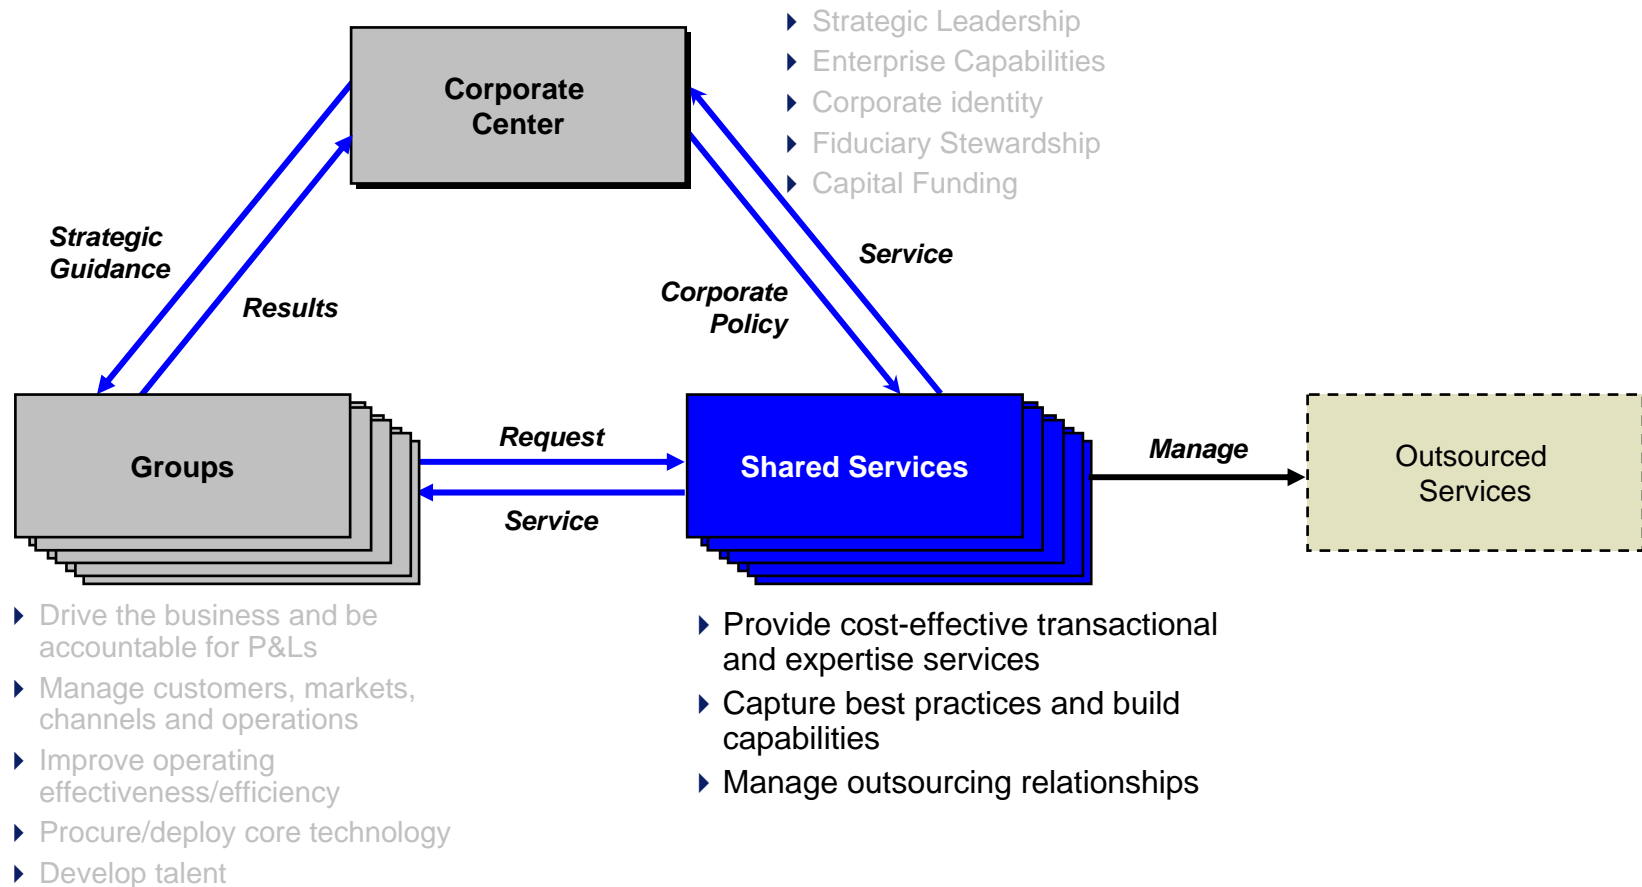 Strategic Leadership
Enterprise Capabilities
Corporate identity
Fiduciary Stewardship
Capital Funding
Corporate
Center
Strategic
Guidance
Results
Service
Corporate
Policy
Groups
Request
Service
Shared Services
Manage
Outsourced
Services
Drive the business and be
accountable for P&Ls
Manage customers, markets,
channels and operations
Improve operating
effectiveness/efficiency
Procure/deploy core technology
Develop talent
Provide cost-effective transactional
and expertise services
Capture best practices and build
capabilities
Manage outsourcing relationships